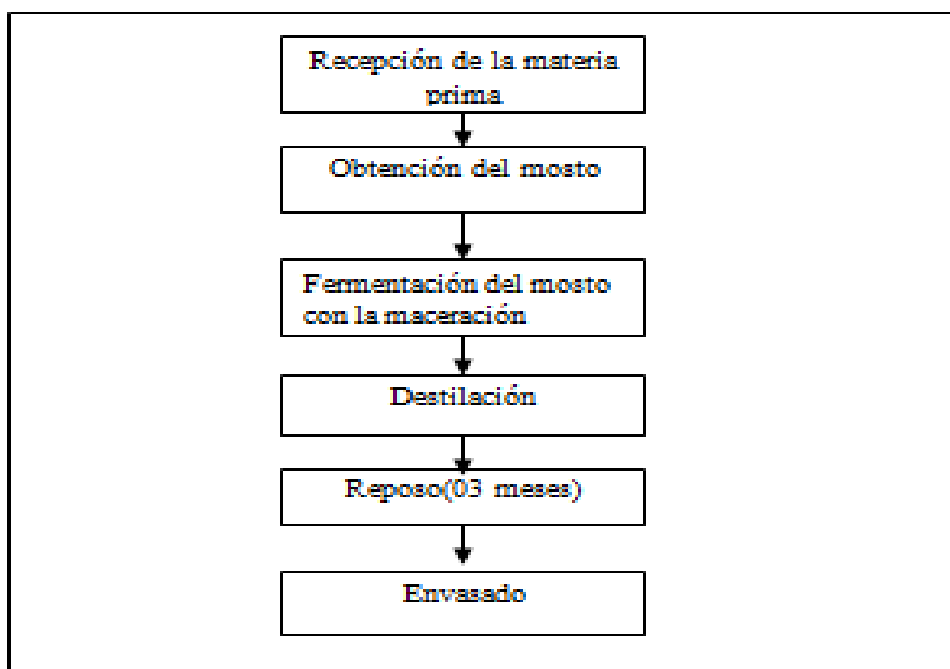 Recepción de la materia
prima
Obtención del mosto
Fermentación del mosto
con la maceración
Destilación
Reposo(03 meses)
Envasado